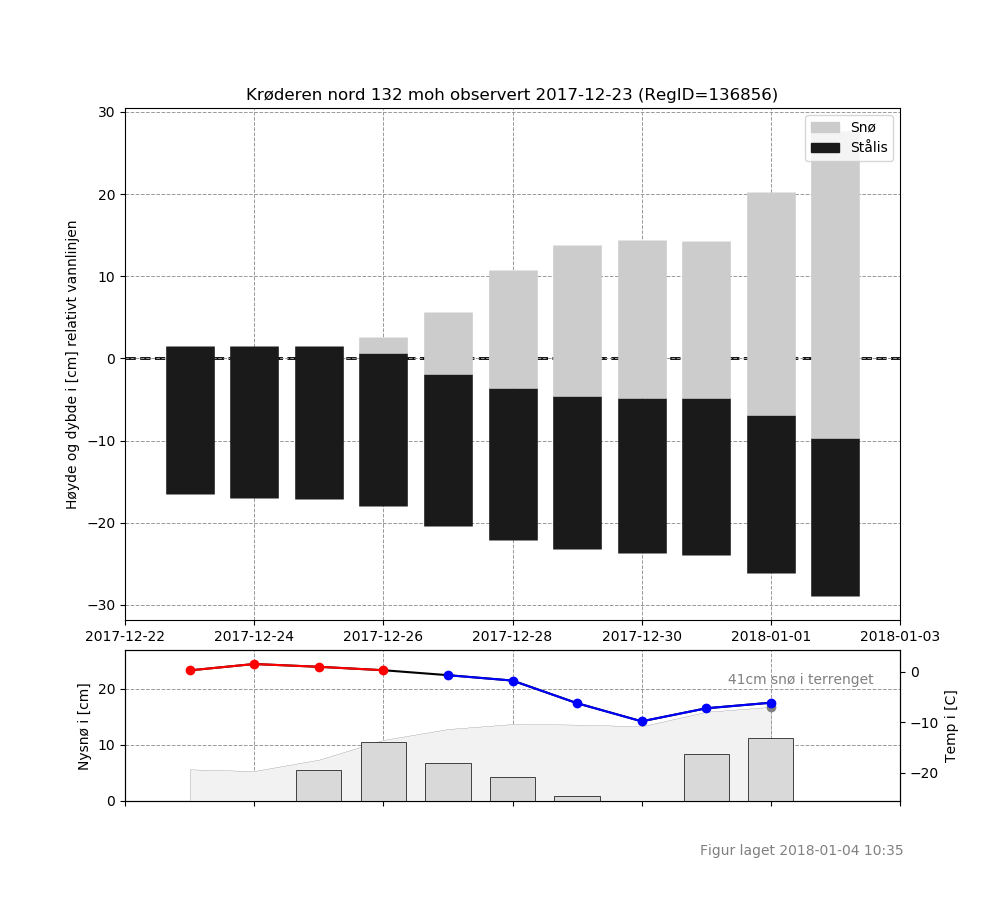 Krøderen nord 132 moh observert 2017-12-23 (RegID=136856)
Snø
Stålis
Høyde og dybde i [cm] relativt vannlinjen
30
20
10
0
−10
−20
−30
2017-12-22 2017-12-24 2017-12-26 2017-12-28 2017-12-30 2018-01-01 2018-01-03
41cm snø i terrenget
Nysnø i [cm]
20
10
0
0
−10
−20
Temp i [C]
Figur laget 2018-01-04 10:35